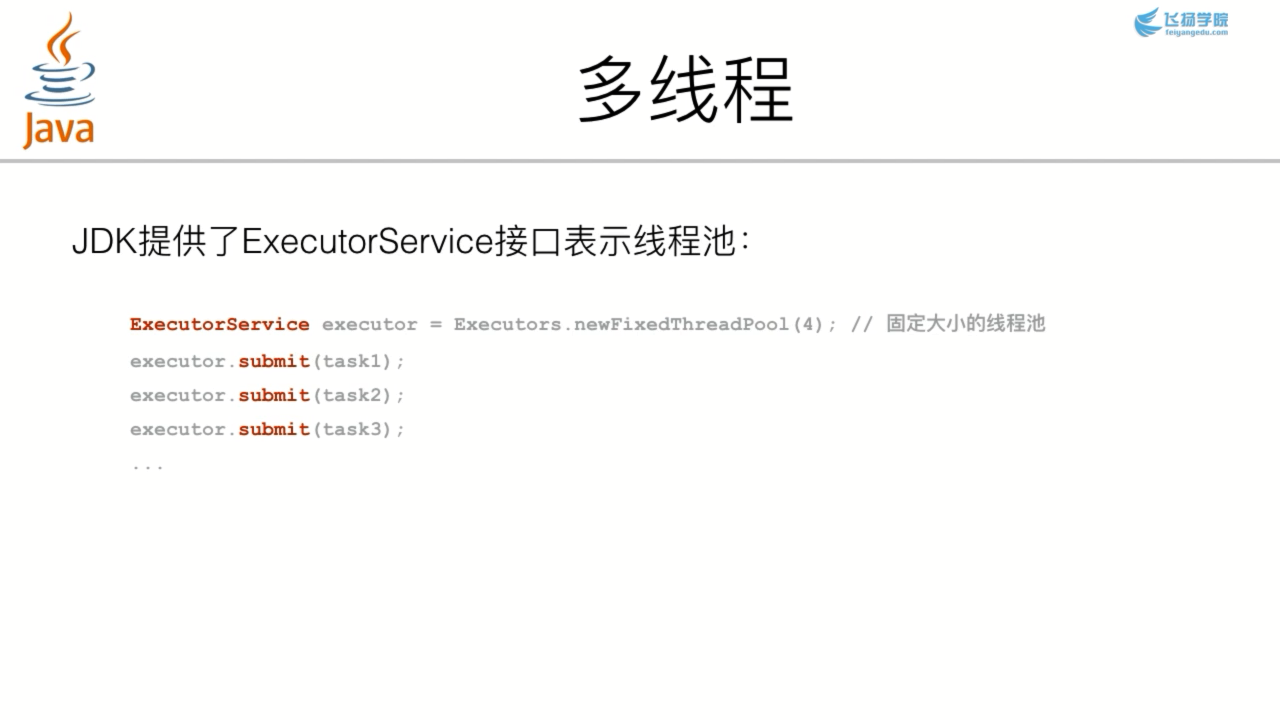 飞扬学院
feiyangedu.com
Java
多线程
JDK提供了ExecutorService接口表示线程池：
ExecutorService executor = Executors.newFixedThreadPool(4); // 固定大小的线程池
executor.submit(task1);
executor.submit(task2);
executor.submit(task3);
...